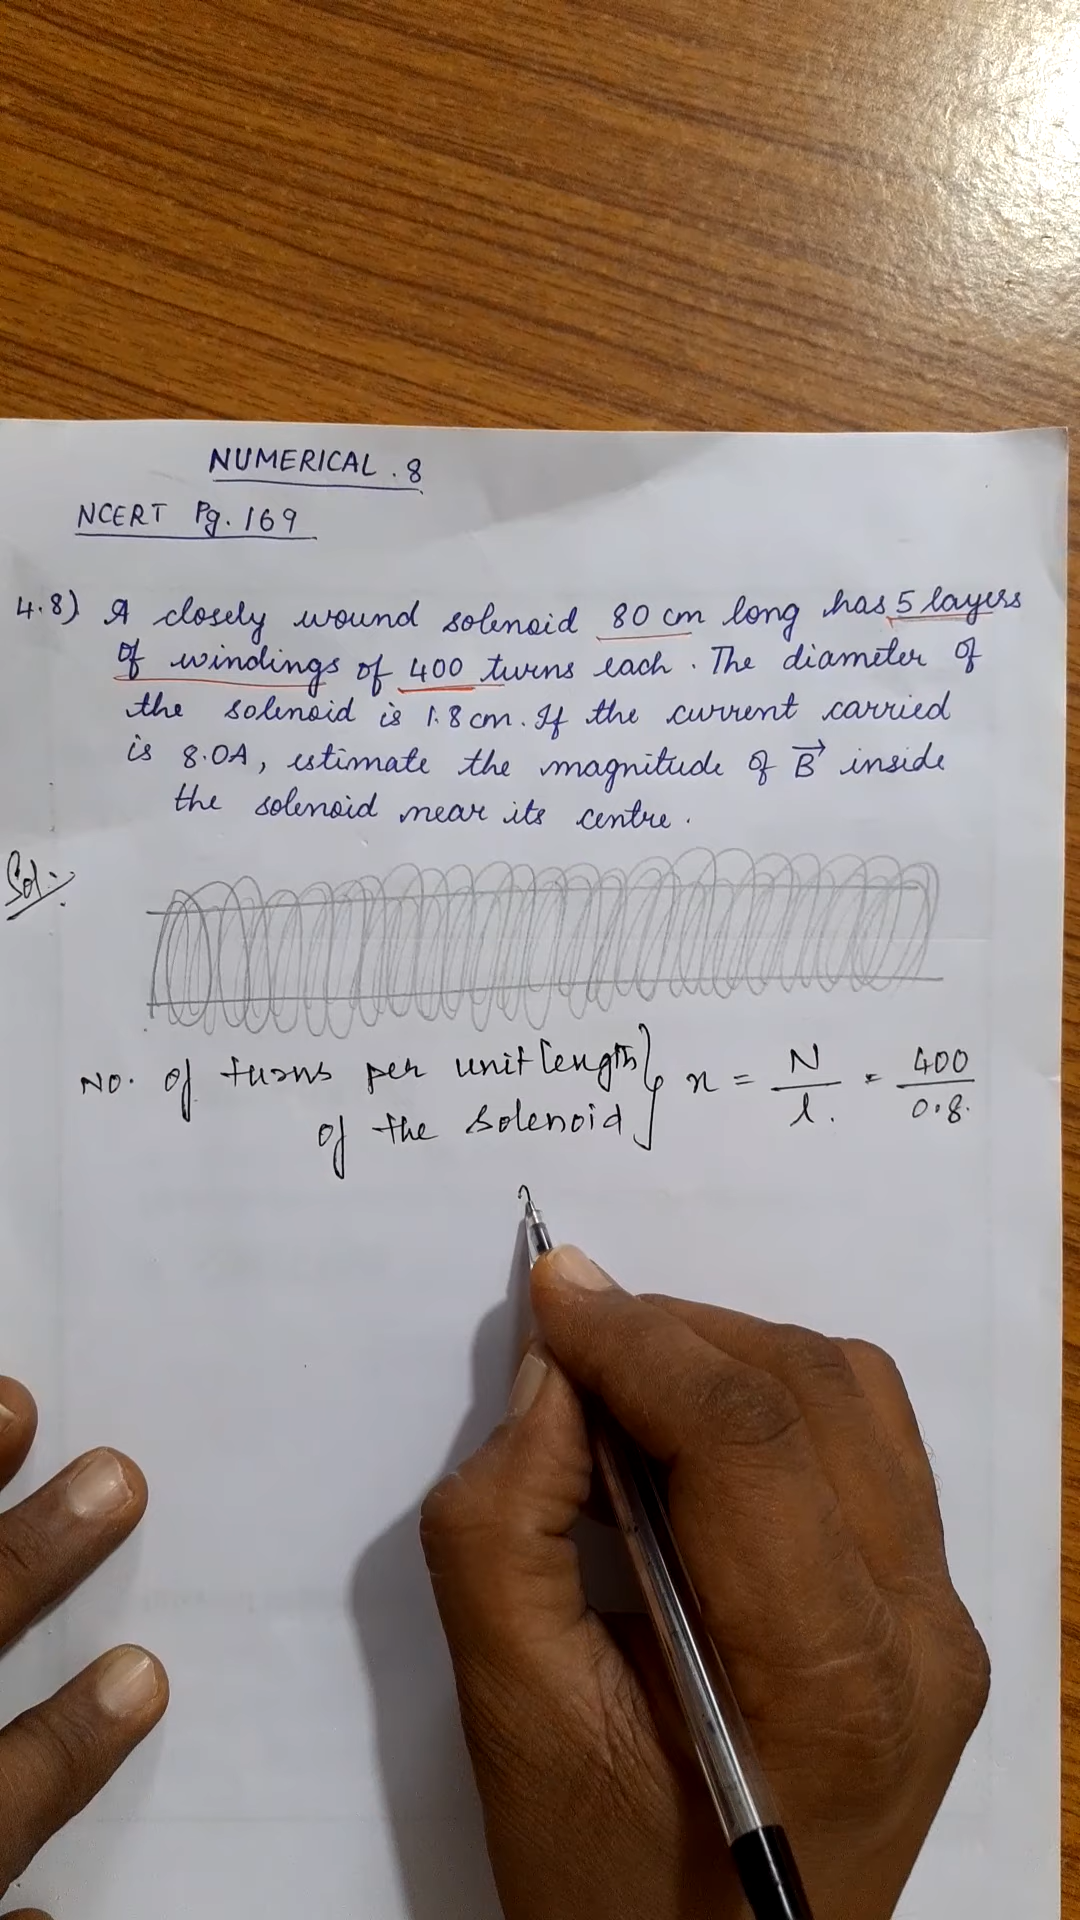 NUMERICAL . 8
NCERT Pg. 169
4.8) A closely wound solenoid 80 cm long has 5 layers
of windings of 400 turns each . The diameter of
the solenoid is 1.8 cm. If the current carried
is 8.0A, estimate the magnitude of B⃗ inside
the solenoid near its centre .
Sol:-
No. of turns per unit length
of the solenoid } n = N/l. = 400/0.8.